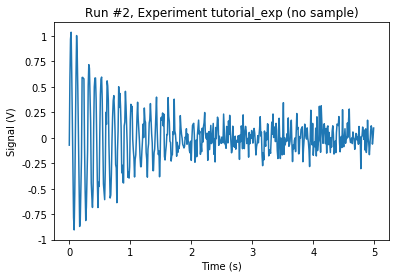 Run #2, Experiment tutorial_exp (no sample)
1
0.75
0.5
0.25
0
-0.25
-0.5
-0.75
-1
Signal (V)
0 1 2 3 4 5
Time (s)